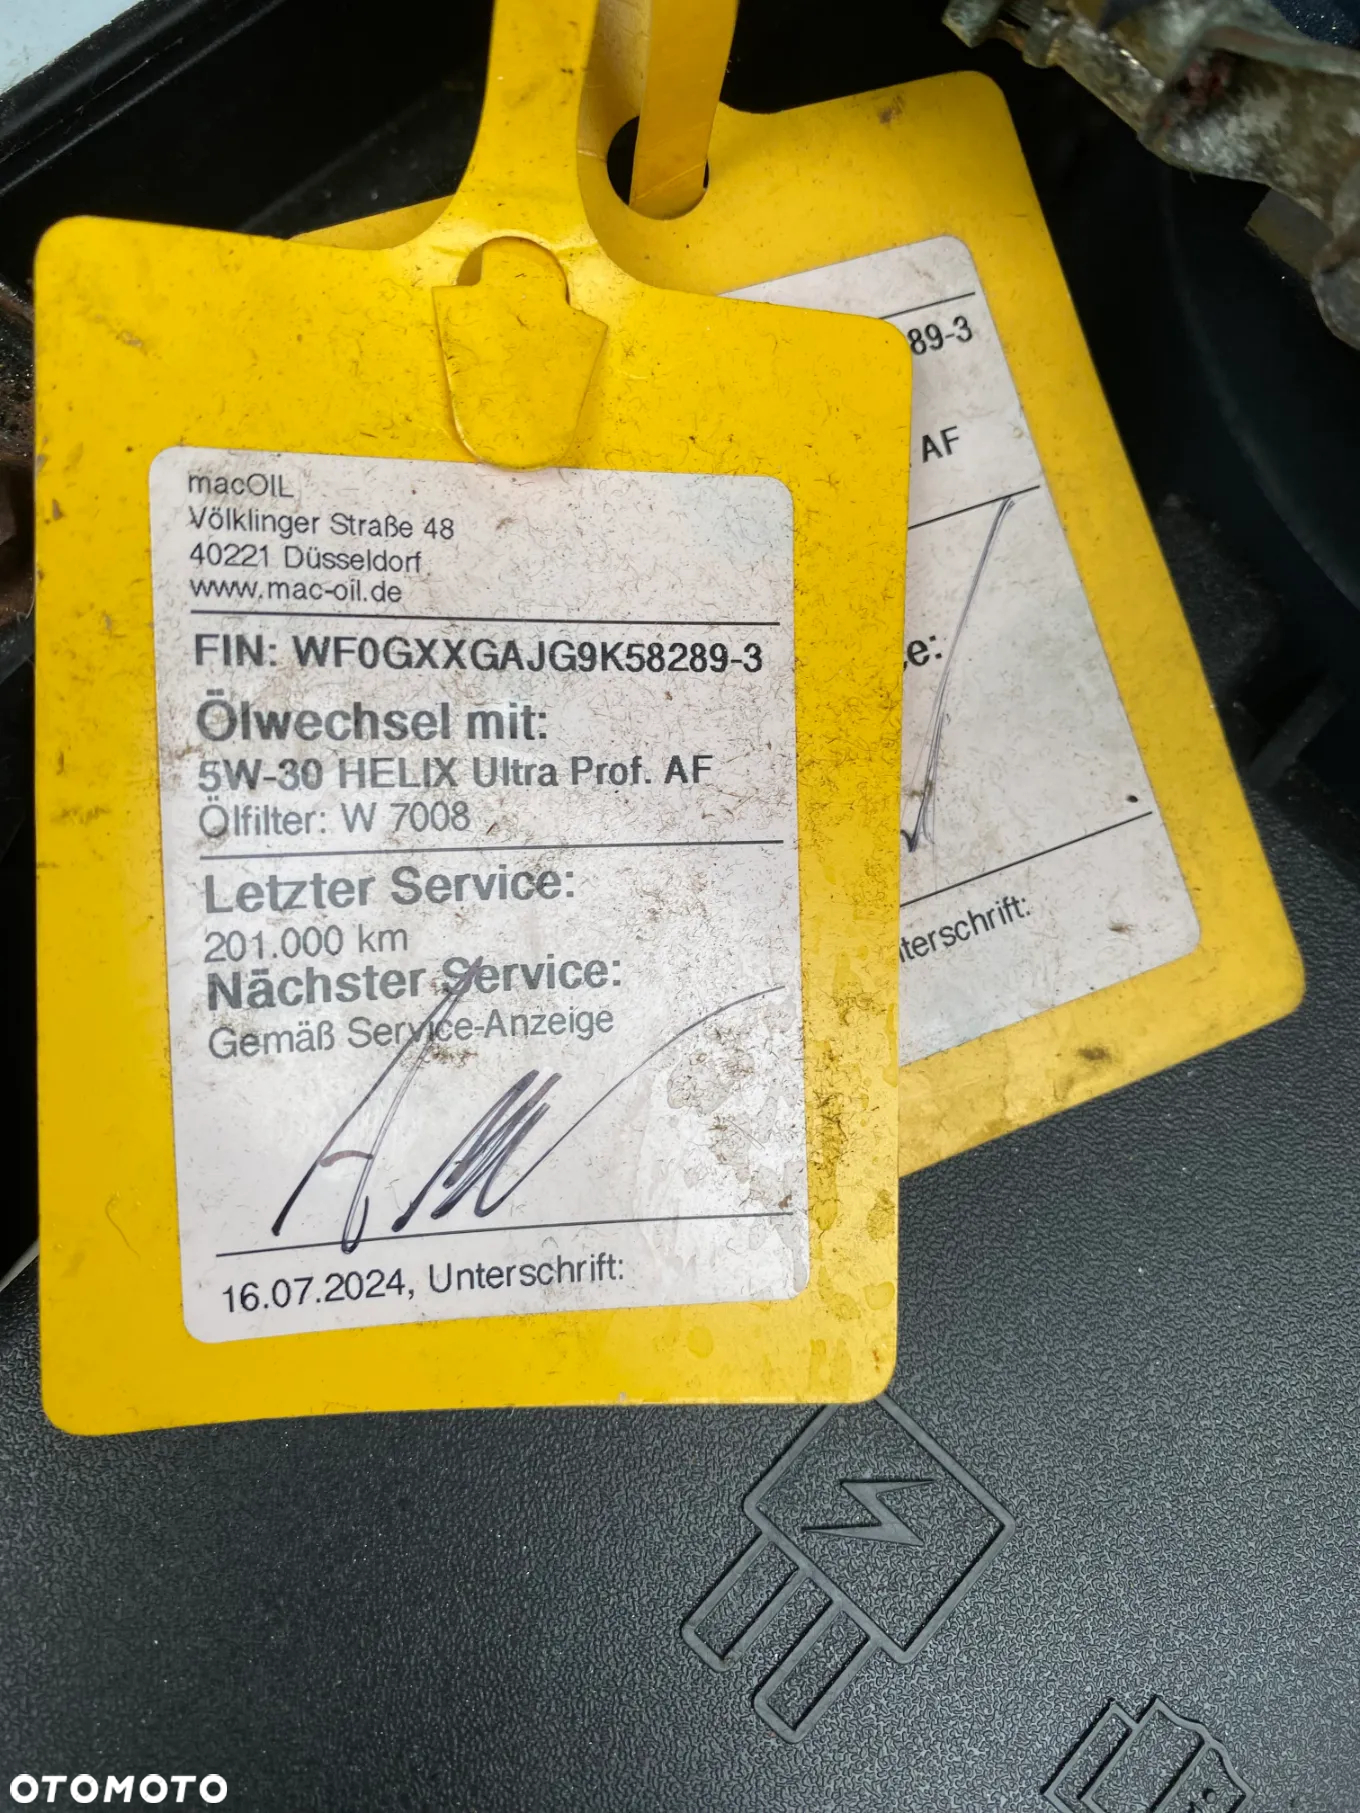 macOIL
Völklinger Straße 48
40221 Düsseldorf
www.mac-oil.de
FIN: WF0GXXGAJG9K58289-3
Ölwechsel mit:
5W-30 HELIX Ultra Prof. AF
Ölfilter: W 7008
Letzter Service:
201.000 km
Nächster Service:
Gemäß Service-Anzeige
16.07.2024, Unterschrift:
89-3
. AF
ce:
nterschrift:
OTOMOTO